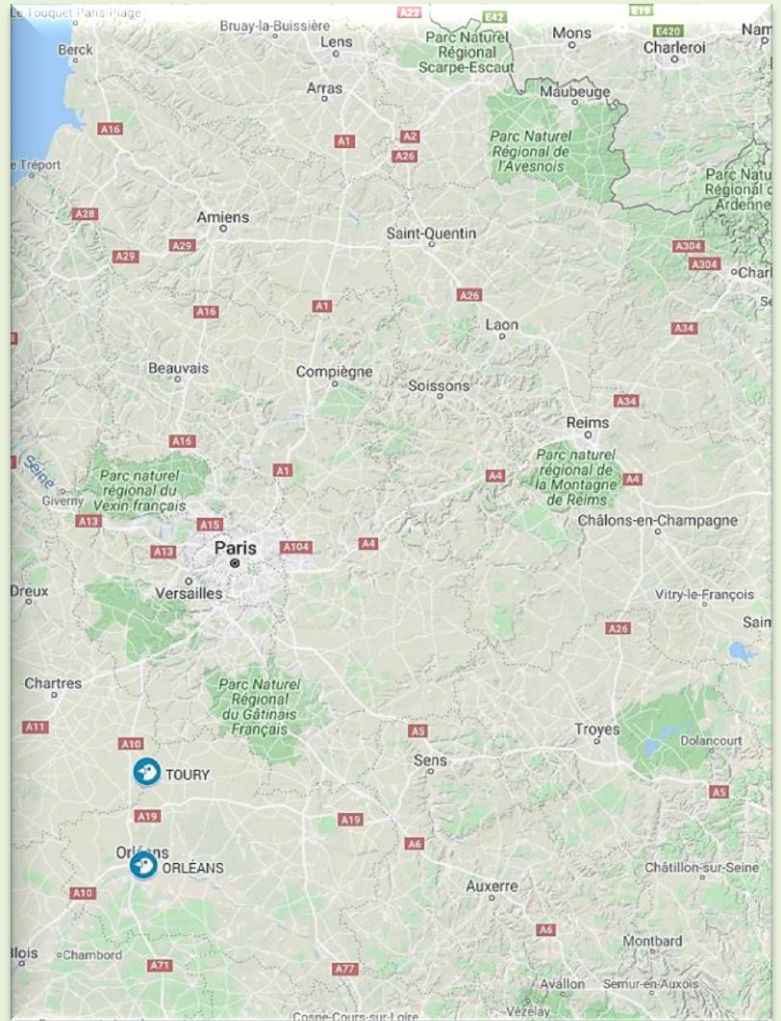 Le Touquet-Paris-Plage
A23
E42
E19
Bruay-la-Buissière
Parc Naturel
Régional
Scarpe-Escaut
Mons
E420
Nam
Berck
Lens
Charleroi
Arras
Maubeuge
A16
A1
A2
A26
Parc Naturel
Régional de
l'Avesnois
e Tréport
Parc Natu
Régional d
Ardenne
A28
Amiens
Saint-Quentin
A29
A29
A304
A304
Charl
A26
A16
A1
Laon
A34
Beauvais
Compiègne
Soissons
A34
Reims
A16
Seine
A1
Parc naturel
régional du
Vexin français
Giverny
A4
Parc naturel
régional de
la Montagne
de Reims
A4
A13
A15
Châlons-en-Champagne
A13
Paris
A104
A4
Dreux
Versailles
Vitry-le-François
A26
Sain
Chartres
Parc Naturel
Régional
du Gâtinais
Français
A11
A10
A5
Troyes
Dolancourt
TOURY
Sens
A5
A19
A19
A6
Orléans
ORLÉANS
Châtillon-sur-Seine
A10
Auxerre
A6
Montbard
lois
Chambord
A71
A77
Avallon
Semur-en-Auxois
Vézelay
Cosne-Cours-sur-Loire